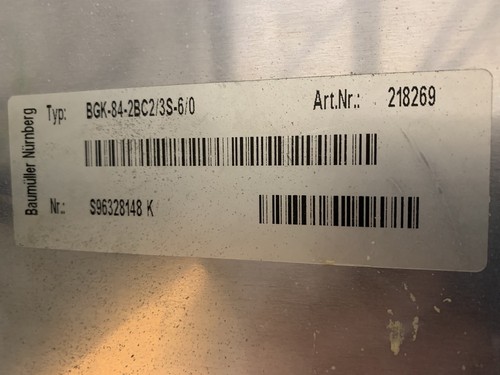 Baumüller Nürnberg
Typ: BGK-84-2BC2/3S-6/0 Art.Nr.: 218269
Nr.: S96328148 K